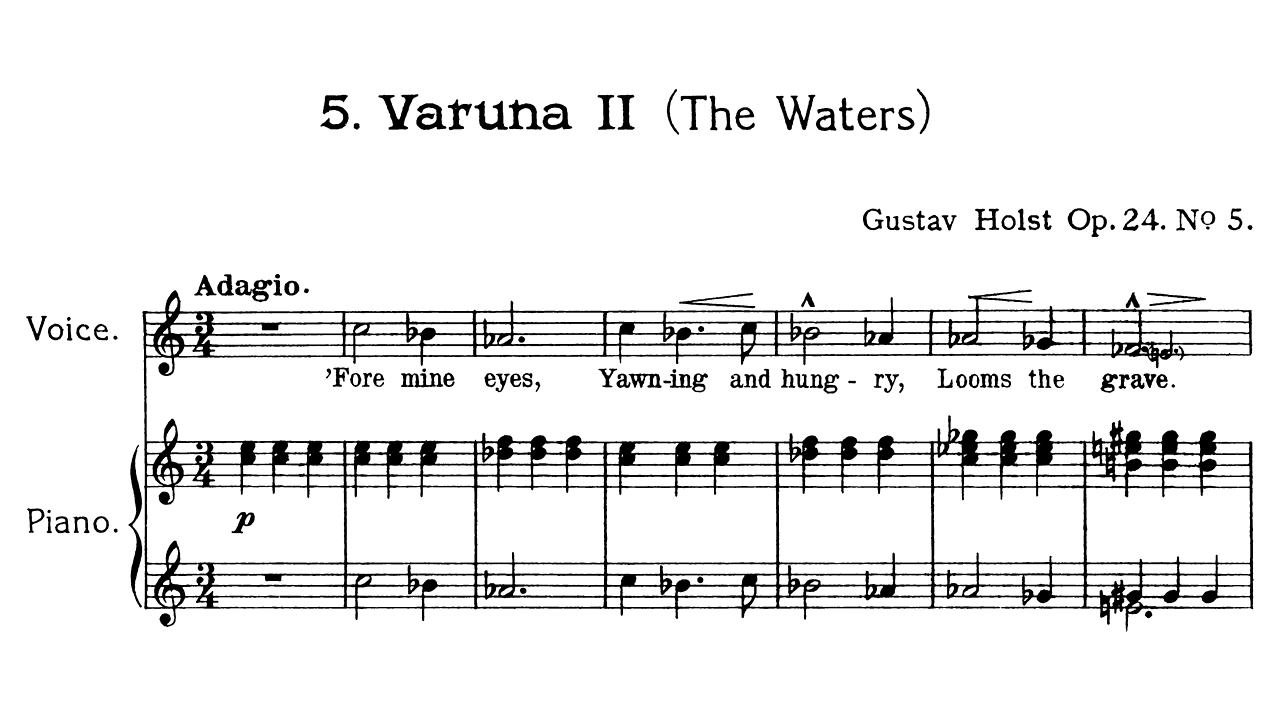 5. Varuna II (The Waters)
Gustav Holst Op. 24. No 5.
Adagio.
Voice.
’Fore mine eyes, Yawn-ing and hung - ry, Looms the grave.
Piano.
p